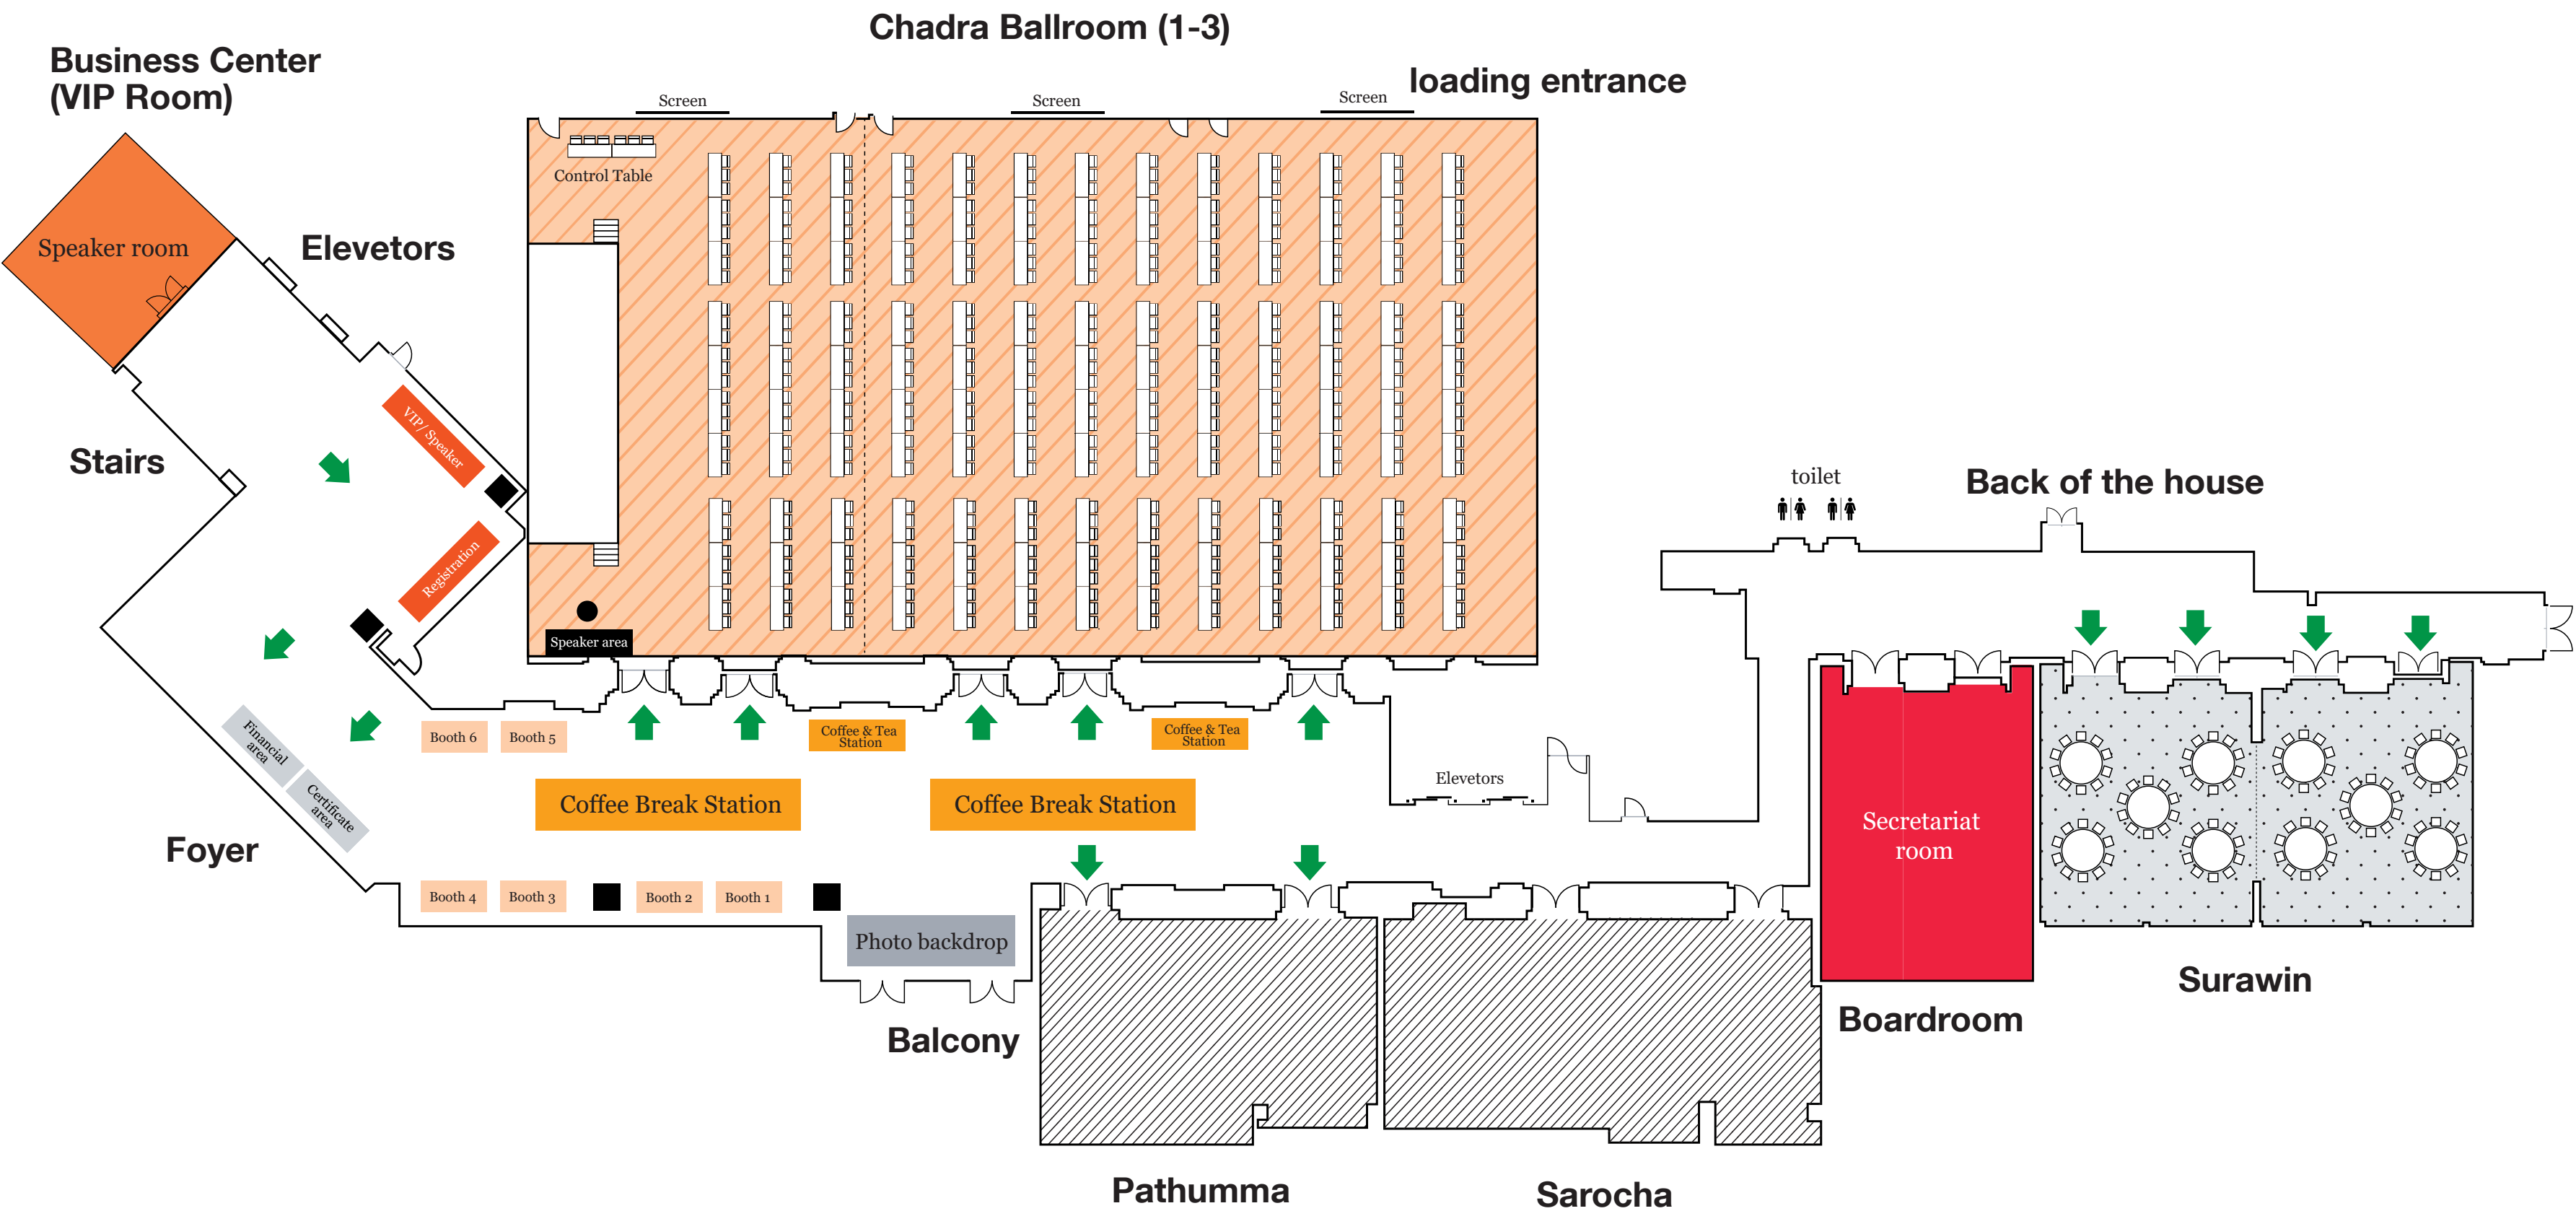 Chadra Ballroom (1-3)
Business Center
(VIP Room)
loading entrance
Screen
Screen
Screen
Control Table
Speaker room
Elevetors
VIP/ Speaker
Stairs
Registration
Speaker area
toilet
Back of the house
Financial
area
Certificate
area
Booth 6
Booth 5
Coffee & Tea
Station
Coffee & Tea
Station
Coffee Break Station
Coffee Break Station
Elevetors
Secretariat
room
Foyer
Booth 4
Booth 3
Booth 2
Booth 1
Photo backdrop
Balcony
Boardroom
Surawin
Pathumma
Sarocha